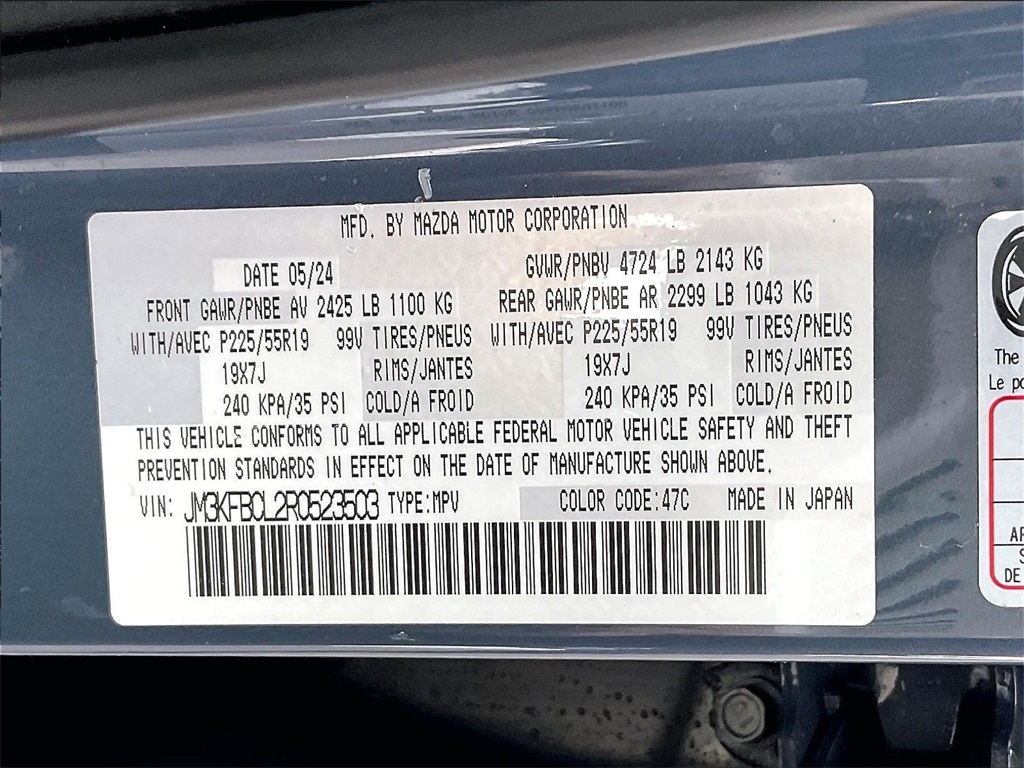 MFD. BY MAZDA MOTOR CORPORATION
DATE 05/24
GVWR/PNBV 4724 LB 2143 KG
FRONT GAWR/PNBE AV 2425 LB 1100 KG
REAR GAWR/PNBE AR 2299 LB 1043 KG
WITH/AVEC P225/55R19 99V TIRES/PNEUS
WITH/AVEC P225/55R19 99V TIRES/PNEUS
19X7J RIMS/JANTES
19X7J RIMS/JANTES
240 KPA/35 PSI COLD/A FROID
240 KPA/35 PSI COLD/A FROID
THIS VEHICLE CONFORMS TO ALL APPLICABLE FEDERAL MOTOR VEHICLE SAFETY AND THEFT
PREVENTION STANDARDS IN EFFECT ON THE DATE OF MANUFACTURE SHOWN ABOVE.
VIN: JM3KFBCL2R0523503 TYPE:MPV COLOR CODE:47C MADE IN JAPAN
The
Le
DE